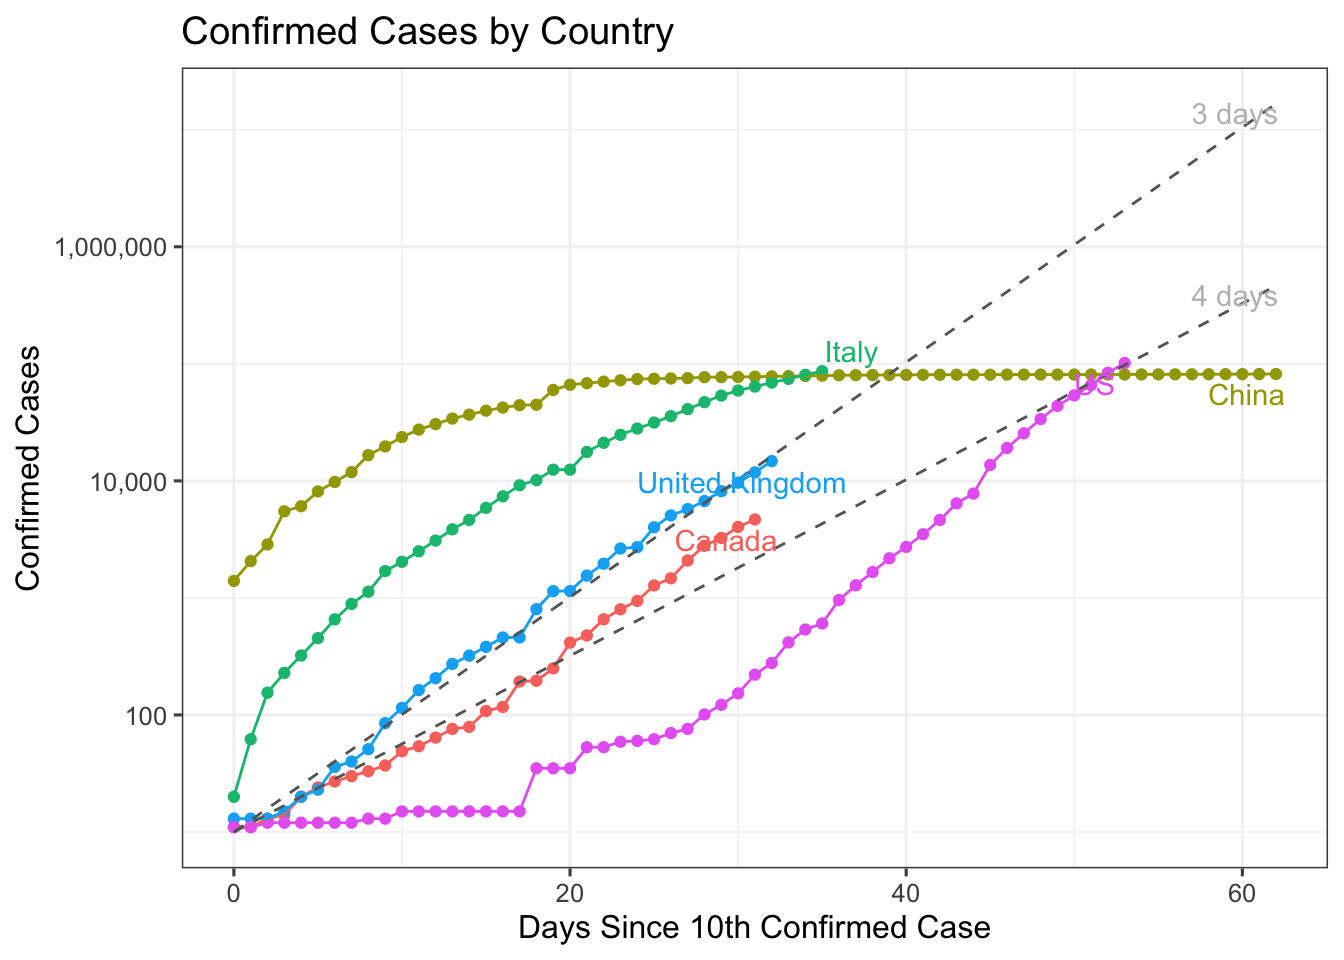 Confirmed Cases by Country
3 days
1,000,000
4 days
Italy
US
China
10,000
United Kingdom
Canada
100
0 20 40 60
Days Since 10th Confirmed Case
Confirmed Cases